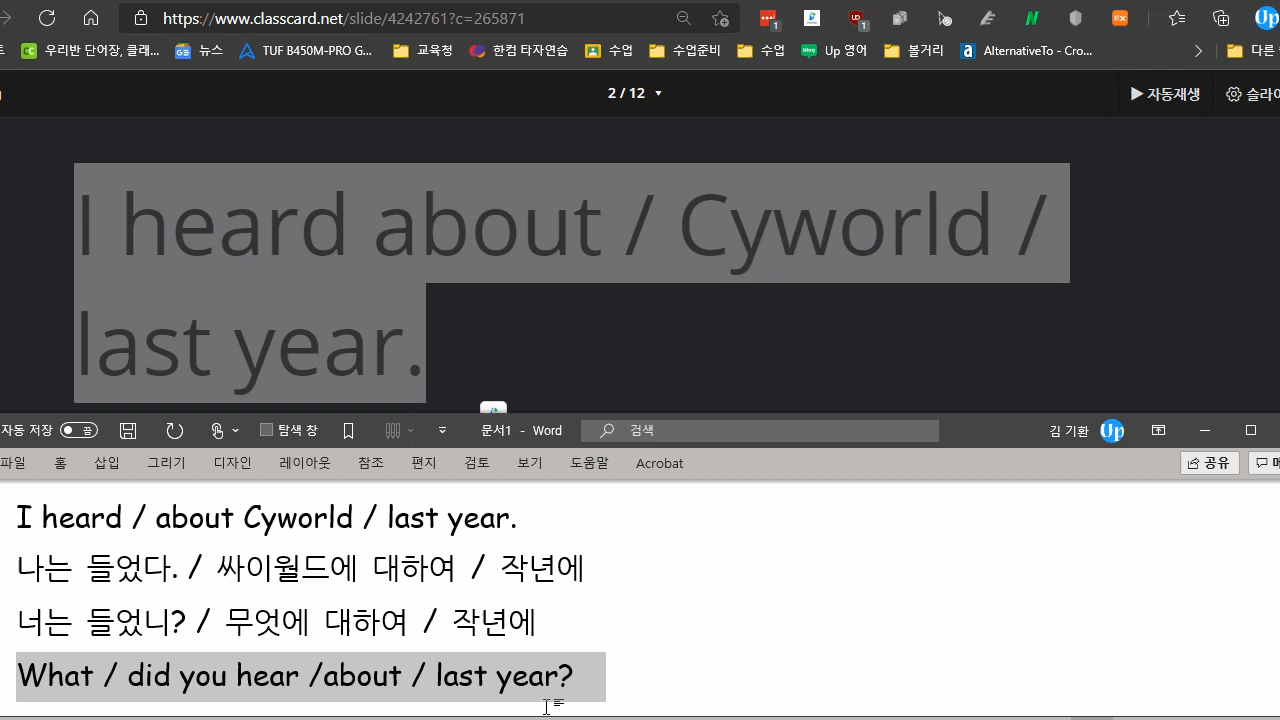 https://www.classcard.net/slide/4242761?c=265871
우리반 단어장, 클래... 뉴스 TUF B450M-PRO G... 교육청 한컴 타자연습 수업 수업준비 수업 Up 영어 볼거리 AlternativeTo - Cro... 다른
2 / 12 자동재생
I heard about / Cyworld /
last year.
자동 저장 끔 탐색 창 문서1 - Word 검색 김 기환 Up
파일 홈 삽입 그리기 디자인 레이아웃 참조 편지 검토 보기 도움말 Acrobat 공유
I heard / about Cyworld / last year.
나는 들었다. / 싸이월드에 대하여 / 작년에
너는 들었니? / 무엇에 대하여 / 작년에
What / did you hear /about / last year?